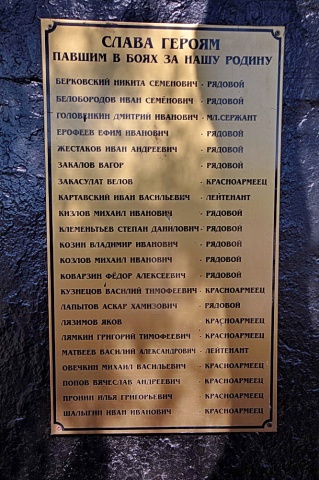 СЛАВА ГЕРОЯМ
ПАВШИМ В БОЯХ ЗА НАШУ РОДИНУ
БЕРКОВСКИЙ НИКИТА СЕМЕНОВИЧ - РЯДОВОЙ
БЕЛОБОРОДОВ ИВАН СЕМЁНОВИЧ - РЯДОВОЙ
ГОЛОВИЧКИН ДМИТРИЙ ИВАНОВИЧ - МЛ.СЕРЖАНТ
ЕРОФЕЕВ ЕФИМ ИВАНОВИЧ - РЯДОВОЙ
ЖЕСТАКОВ ИВАН АНДРЕЕВИЧ - РЯДОВОЙ
ЗАКАЛОВ ВАГОР - РЯДОВОЙ
ЗАКАСУЛАТ ВЕЛОВ - КРАСНОАРМЕЕЦ
КАРТАВСКИЙ ИВАН ВАСИЛЬЕВИЧ - ЛЕЙТЕНАНТ
КИЗЛОВ МИХАИЛ ИВАНОВИЧ - РЯДОВОЙ
КЛЕМЕНТЬЕВ СТЕПАН ДАНИЛОВИЧ - РЯДОВОЙ
КОЗИН ВЛАДИМИР ИВАНОВИЧ - РЯДОВОЙ
КОЗЛОВ МИХАИЛ ИВАНОВИЧ - РЯДОВОЙ
КОВАРЗИН ФЁДОР АЛЕКСЕЕВИЧ - РЯДОВОЙ
КУЗНЕЦОВ ВАСИЛИЙ ТИМОФЕЕВИЧ - КРАСНОАРМЕЕЦ
ЛАПЫТОВ АСКАР ХАМИЗОВИЧ - РЯДОВОЙ
ЛЯЗИМОВ ЯКОВ - КРАСНОАРМЕЕЦ
ЛЯМКИН ГРИГОРИЙ ТИМОФЕЕВИЧ - КРАСНОАРМЕЕЦ
МАТВЕЕВ ВАСИЛИЙ АЛЕКСАНДРОВИЧ - ЛЕЙТЕНАНТ
ОВЕЧКИН МИХАИЛ ВАСИЛЬЕВИЧ - КРАСНОАРМЕЕЦ
ПОПОВ ВЯЧЕСЛАВ АНДРЕЕВИЧ - КРАСНОАРМЕЕЦ
ПРОНИН ИЛЬЯ ГРИГОРЬЕВИЧ - КРАСНОАРМЕЕЦ
ШАЛЫГИН ИВАН ИВАНОВИЧ - КРАСНОАРМЕЕЦ